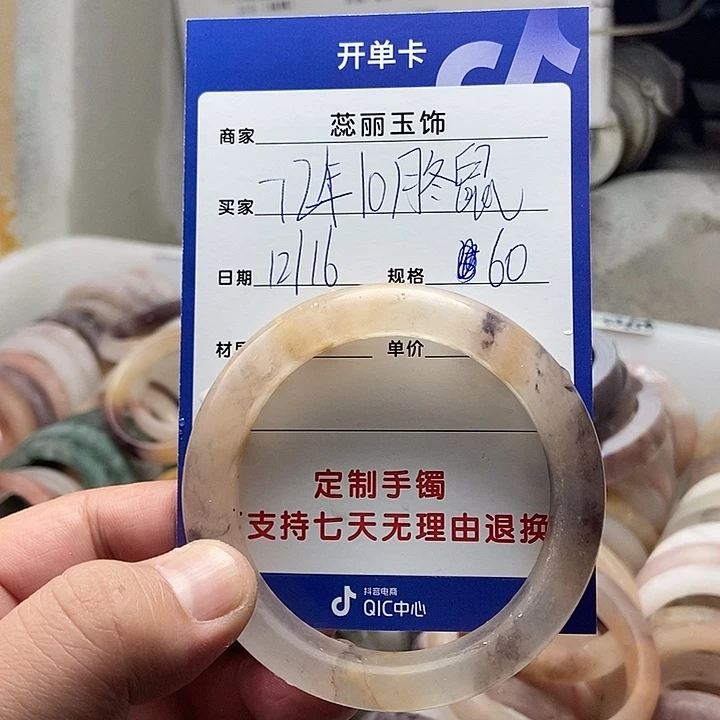 开单卡
商家 蕊丽玉饰
买家 72年10月冬鼠
日期 12/16 规格 60
材 单价
定制手镯
支持七天无理由退换
抖音电商
QIC中心